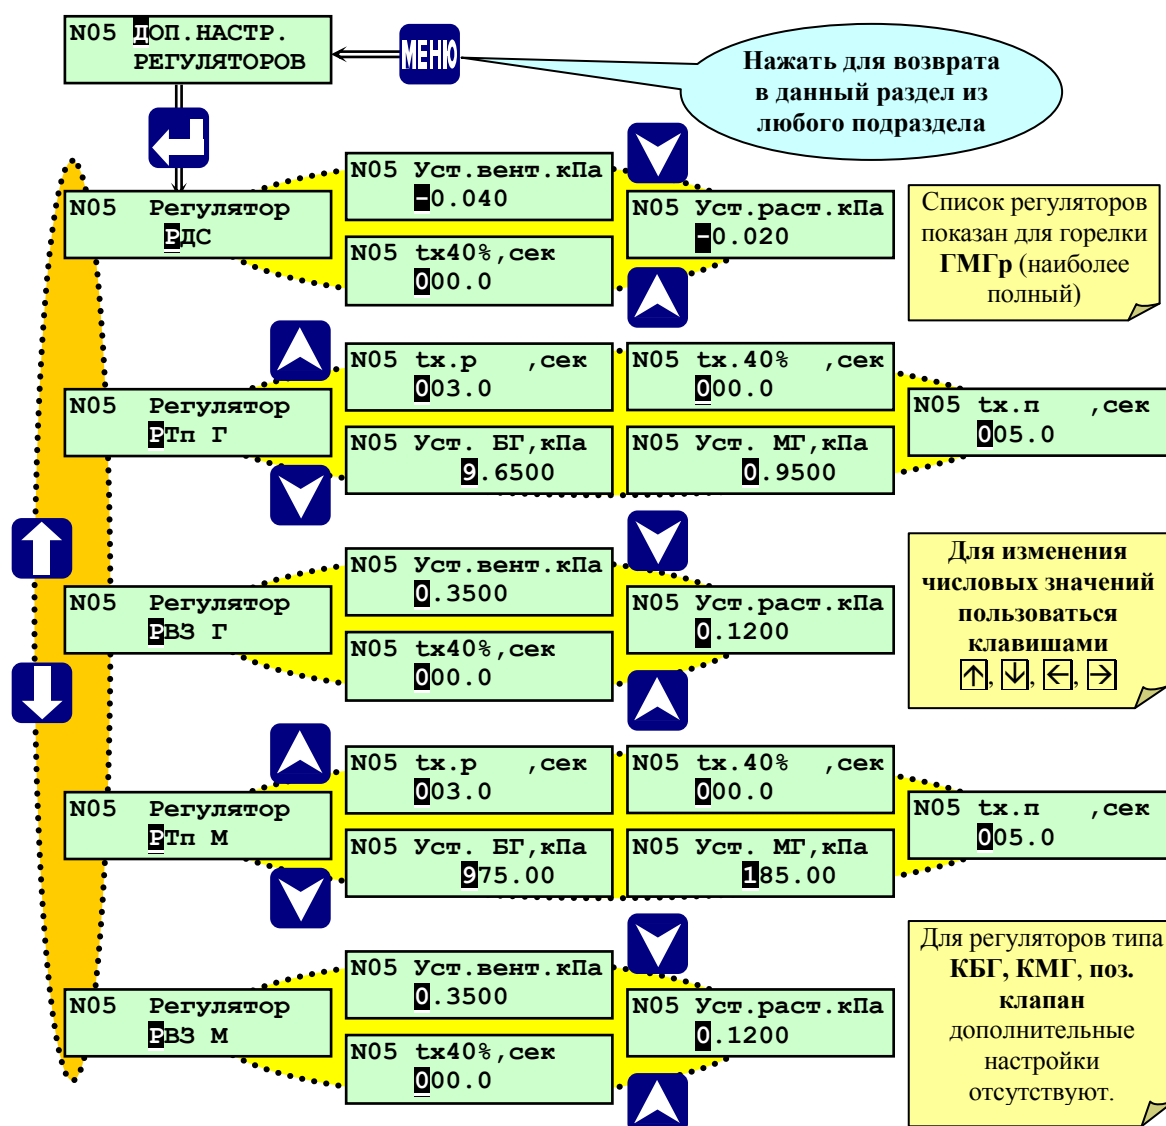 N05 ДОП.НАСТР.
РЕГУЛЯТОРОВ
МЕНЮ
Нажать для возврата
в данный раздел из
любого подраздела
N05 Регулятор
РДС
N05 Уст.вент.кПа
-0.040
N05 tx40%,сек
000.0
N05 Уст.раст.кПа
-0.020
Список регуляторов
показан для горелки
ГМГр (наиболее
полный)
N05 Регулятор
РТп Г
N05 tx.р ,сек
003.0
N05 tx.40% ,сек
000.0
N05 Уст. БГ,кПа
9.6500
N05 Уст. МГ,кПа
0.9500
N05 tx.п ,сек
005.0
N05 Регулятор
РВЗ Г
N05 Уст.вент.кПа
0.3500
N05 tx40%,сек
000.0
N05 Уст.раст.кПа
0.1200
Для изменения
числовых значений
пользоваться
клавишами
↑, ↓, ←, →
N05 Регулятор
РТп М
N05 tx.р ,сек
003.0
N05 tx.40% ,сек
000.0
N05 Уст. БГ,кПа
975.00
N05 Уст. МГ,кПа
185.00
N05 tx.п ,сек
005.0
N05 Регулятор
РВЗ М
N05 Уст.вент.кПа
0.3500
N05 tx40%,сек
000.0
N05 Уст.раст.кПа
0.1200
Для регуляторов типа
КБГ, КМГ, поз.
клапан
дополнительные
настройки
отсутствуют.